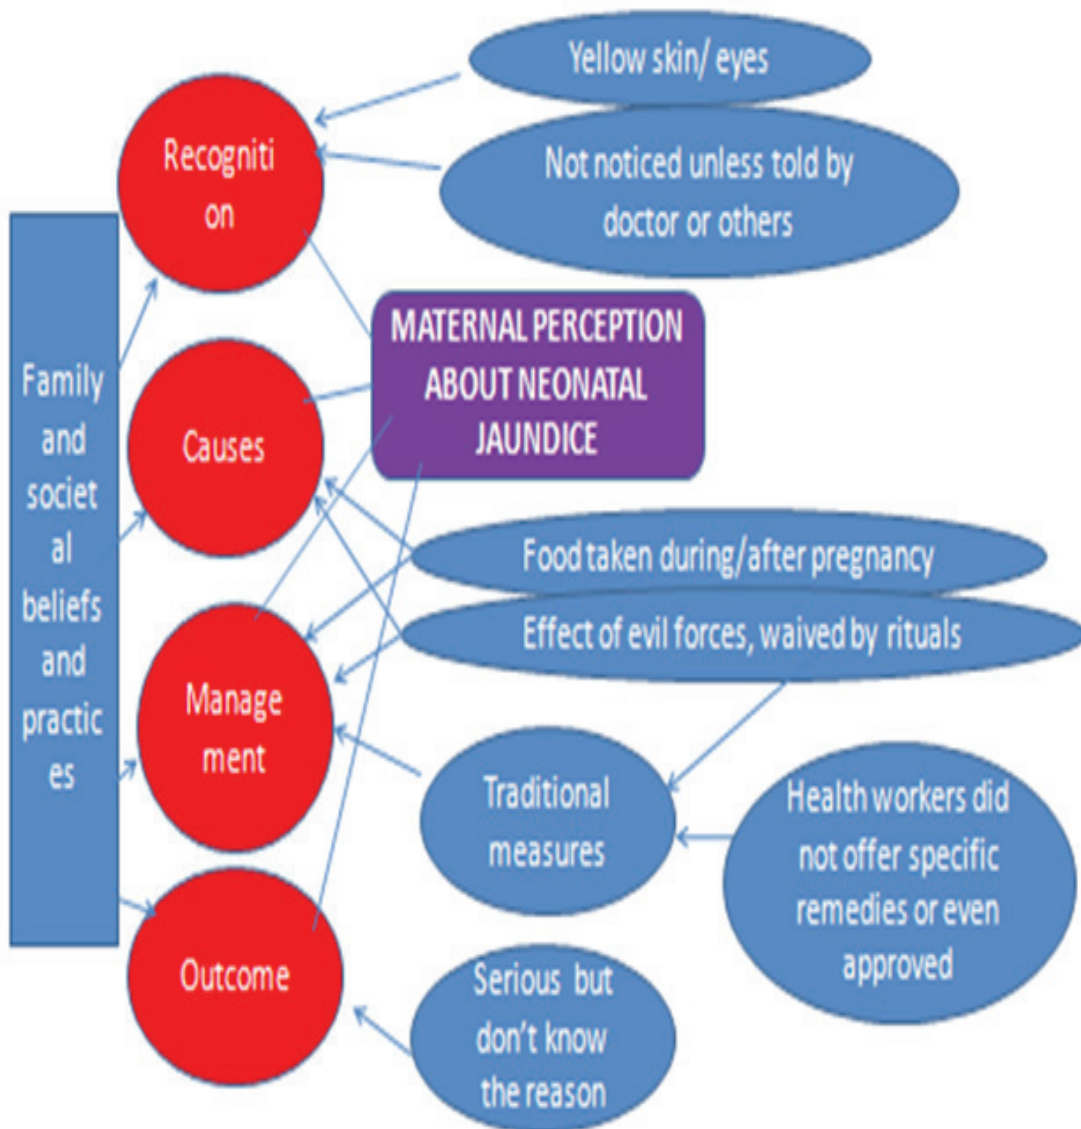 Yellow skin/ eyes
Recogniti
on
Not noticed unless told by
doctor or others
Family
and
societ
al
beliefs
and
practic
es
MATERNAL PERCEPTION
ABOUT NEONATAL
JAUNDICE
Causes
Food taken during/after pregnancy
Effect of evil forces, waived by rituals
Manage
ment
Traditional
measures
Health workers did
not offer specific
remedies or even
approved
Outcome
Serious but
don't know
the reason